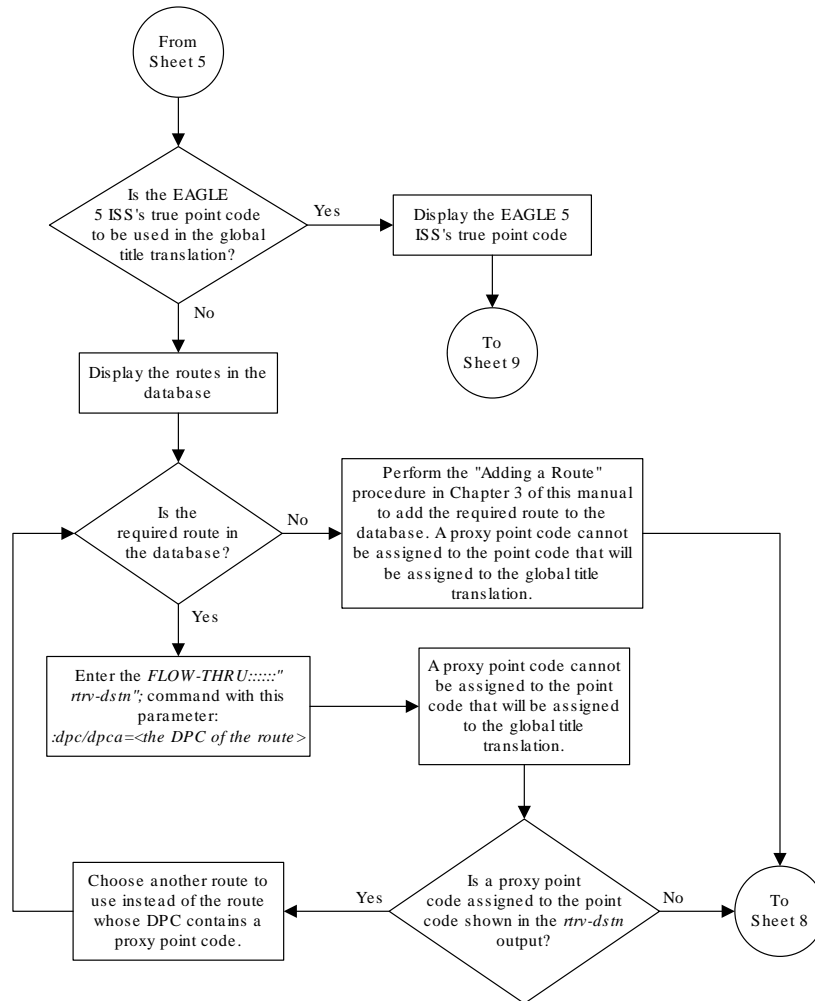 From
Sheet 5
Is the EAGLE
5 ISS's true point code
to be used in the global
title translation?
Yes
Display the EAGLE 5
ISS's true point code
No
To
Sheet 9
Display the routes in the
database
Is the
required route in
the database?
No
Perform the "Adding a Route"
procedure in Chapter 3 of this manual
to add the required route to the
database. A proxy point code cannot
be assigned to the point code that will
be assigned to the global title
translation.
Yes
Enter the FLOW-THRU::::::"
rtrv-dstn"; command with this
parameter:
:dpc/dpca=<the DPC of the route>
A proxy point code cannot
be assigned to the point
code that will be assigned
to the global title
translation.
Choose another route to
use instead of the route
whose DPC contains a
proxy point code.
Yes
Is a proxy point
code assigned to the point
code shown in the rtrv-dstn
output?
No
To
Sheet 8